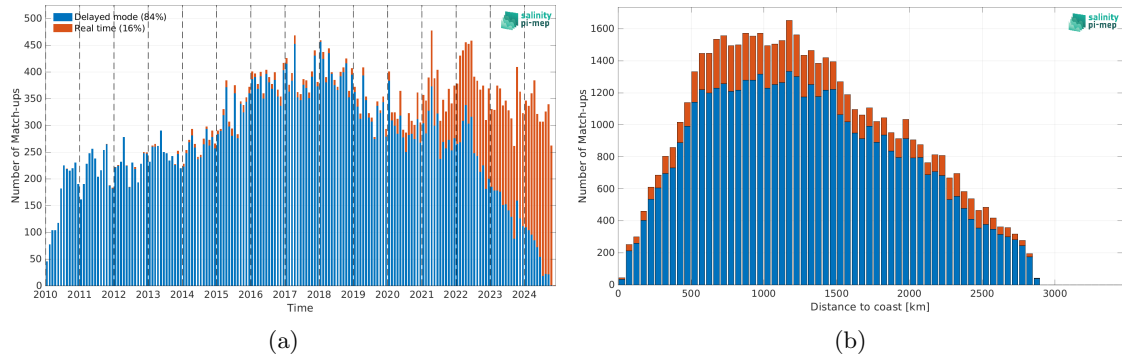 Delayed mode (84%)
Real time (16%)
salinity
pi-mep
Number of Match-ups
500
450
400
350
300
250
200
150
100
50
0
2010 2011 2012 2013 2014 2015 2016 2017 2018 2019 2020 2021 2022 2023 2024
Time
(a)
salinity
pi-mep
Number of Match-ups
1600
1400
1200
1000
800
600
400
200
0
0 500 1000 1500 2000 2500 3000
Distance to coast [km]
(b)